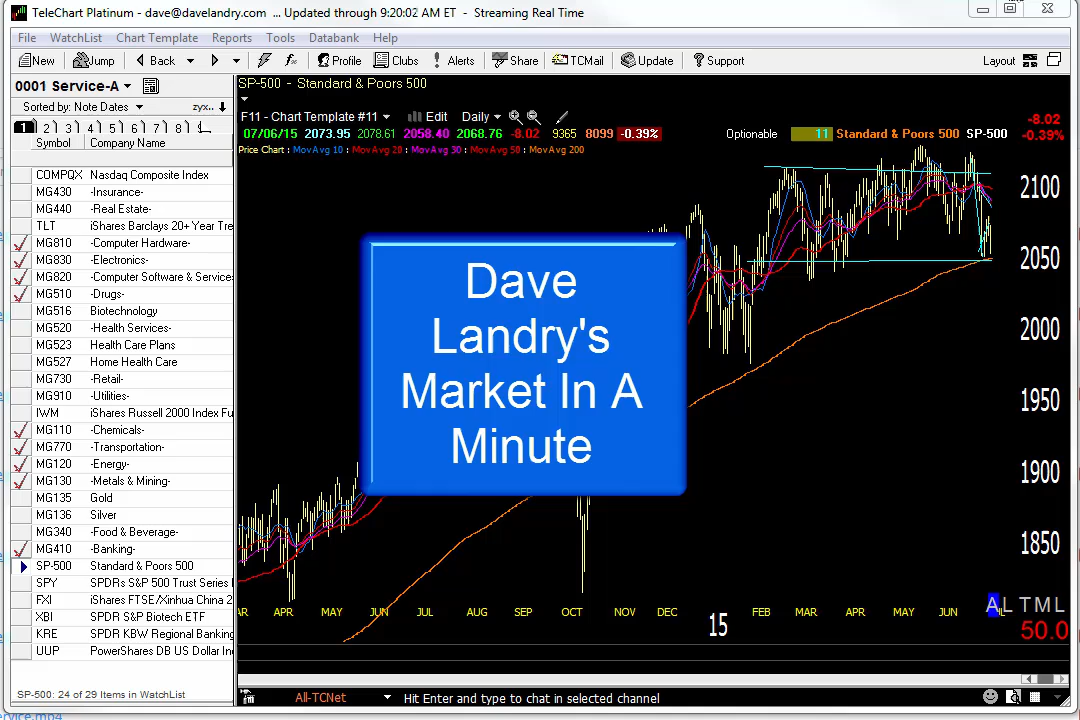 TeleChart Platinum - dave@davelandry.com ... Updated through 9:20:02 AM ET - Streaming Real Time
File WatchList Chart Template Reports Tools Databank Help
New Jump Back Profile Clubs Alerts Share TCMail Update Support Layout
0001 Service-A
Sorted by: Note Dates zyx..
1 2 3 4 5 6 7 8
Symbol Company Name
COMPQX Nasdaq Composite Index
MG430 -Insurance-
MG440 -Real Estate-
TLT iShares Barclays 20+ Year Tre
MG810 -Computer Hardware-
MG830 -Electronics-
MG820 -Computer Software & Service
MG510 -Drugs-
MG516 Biotechnology
MG520 -Health Services-
MG523 Health Care Plans
MG527 Home Health Care
MG730 -Retail-
MG910 -Utilities-
IWM iShares Russell 2000 Index Fu
MG110 -Chemicals-
MG770 -Transportation-
MG120 -Energy-
MG130 -Metals & Mining-
MG135 Gold
MG136 Silver
MG340 -Food & Beverage-
MG410 -Banking-
SP-500 Standard & Poors 500
SPY SPDRs S&P 500 Trust Series
FXI iShares FTSE/Xinhua China 2
XBI SPDR S&P Biotech ETF
KRE SPDR KBW Regional Banking
UUP PowerShares DB US Dollar In
SP-500: 24 of 29 Items in WatchList
SP-500 - Standard & Poors 500
F11 - Chart Template #11 Edit Daily
07/06/15 2073.95 2078.61 2058.40 2068.76 -8.02 9365 8099 -0.39% Optionable 11 Standard & Poors 500 SP-500
-8.02
-0.39%
Price Chart : MovAvg 10 : MovAvg 20 : MovAvg 30 : MovAvg 50 : MovAvg 200
2100
2050
2000
1950
1900
1850
Dave
Landry's
Market In A
Minute
APR MAY JUN JUL AUG SEP OCT NOV DEC 15 FEB MAR APR MAY JUN
A L T M L
50.0
All-TCNet Hit Enter and type to chat in selected channel